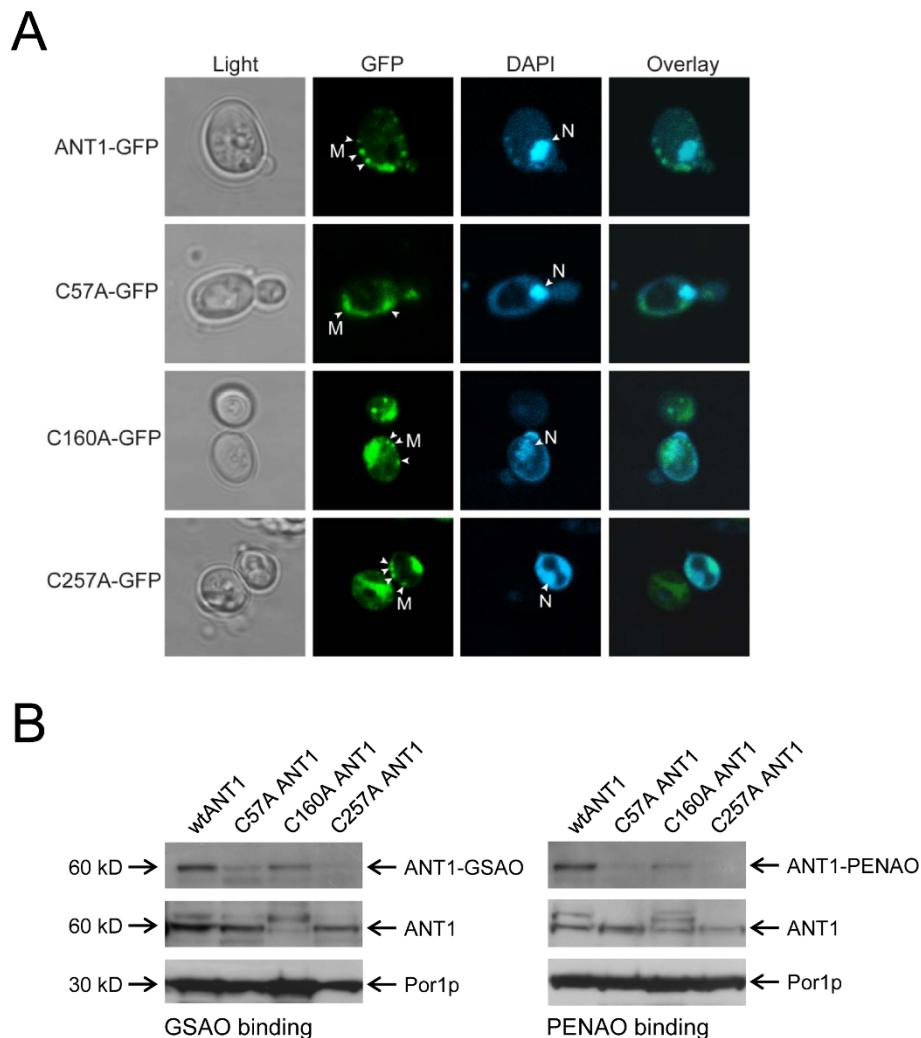 A
Light GFP DAPI Overlay
ANT1-GFP M N
C57A-GFP M N
C160A-GFP M N
C257A-GFP M N
B
wtANT1 C57A ANT1 C160A ANT1 C257A ANT1 wtANT1 C57A ANT1 C160A ANT1 C257A ANT1
60 kD ANT1-GSAO ANT1-PENAO
60 kD ANT1 ANT1
30 kD Por1p Por1p
GSAO binding PENAO binding